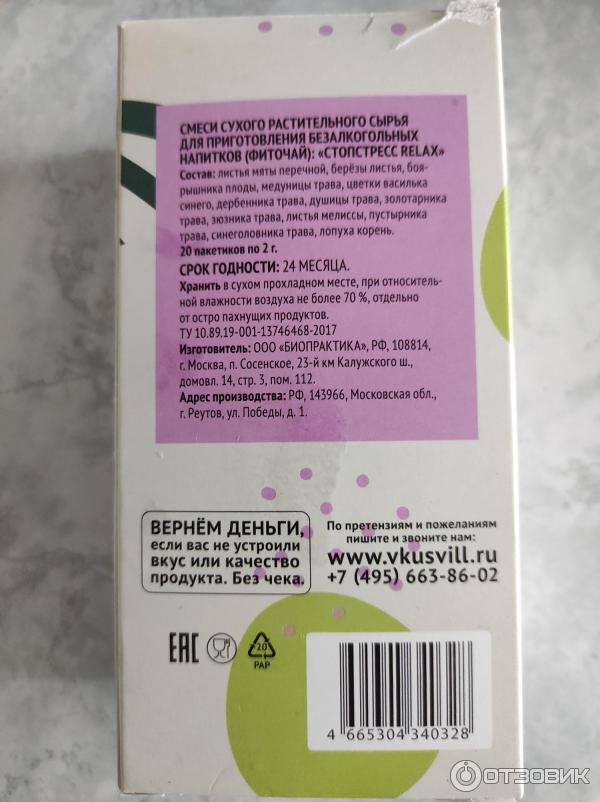 СМЕСИ СУХОГО РАСТИТЕЛЬНОГО СЫРЬЯ
ДЛЯ ПРИГОТОВЛЕНИЯ БЕЗАЛКОГОЛЬНЫХ
НАПИТКОВ (ФИТОЧАЙ): «СТОПСТРЕСС RELAX»
Состав: листья мяты перечной, берёзы листья, боя-
рышника плоды, медуницы трава, цветки василька
синего, дербенника трава, душицы трава, золотарника
трава, зюзника трава, листья мелиссы, пустырника
трава, синеголовника трава, лопуха корень.
20 пакетиков по 2 г.
СРОК ГОДНОСТИ: 24 МЕСЯЦА.
Хранить в сухом прохладном месте, при относитель-
ной влажности воздуха не более 70 %, отдельно
от остро пахнущих продуктов.
ТУ 10.89.19-001-13746468-2017
Изготовитель: ООО «БИОПРАКТИКА», РФ, 108814,
г. Москва, п. Сосенское, 23-й км Калужского ш.,
домовл. 14, стр. 3, пом. 112.
Адрес производства: РФ, 143966, Московская обл.,
г. Реутов, ул. Победы, д. 1.
ВЕРНЁМ ДЕНЬГИ,
если вас не устроили
вкус или качество
продукта. Без чека.
По претензиям и пожеланиям
пишите и звоните нам:
www.vkusvill.ru
+7 (495) 663-86-02
EAC
20
PAP
4 665304 340328
ОТЗОВИК